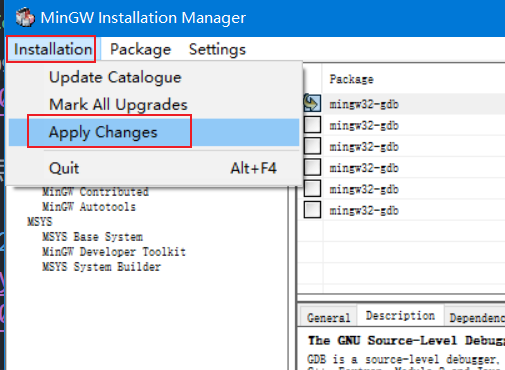 MinGW Installation Manager
Installation Package Settings
Update Catalogue
Mark All Upgrades
Apply Changes
Quit Alt+F4
MinGW Contributed
MinGW Autotools
MSYS
MSYS Base System
MinGW Developer Toolkit
MSYS System Builder
Package
mingw32-gdb
mingw32-gdb
mingw32-gdb
mingw32-gdb
mingw32-gdb
mingw32-gdb
General Description Dependenc
The GNU Source-Level Debugg
GDB is a source-level debugger,